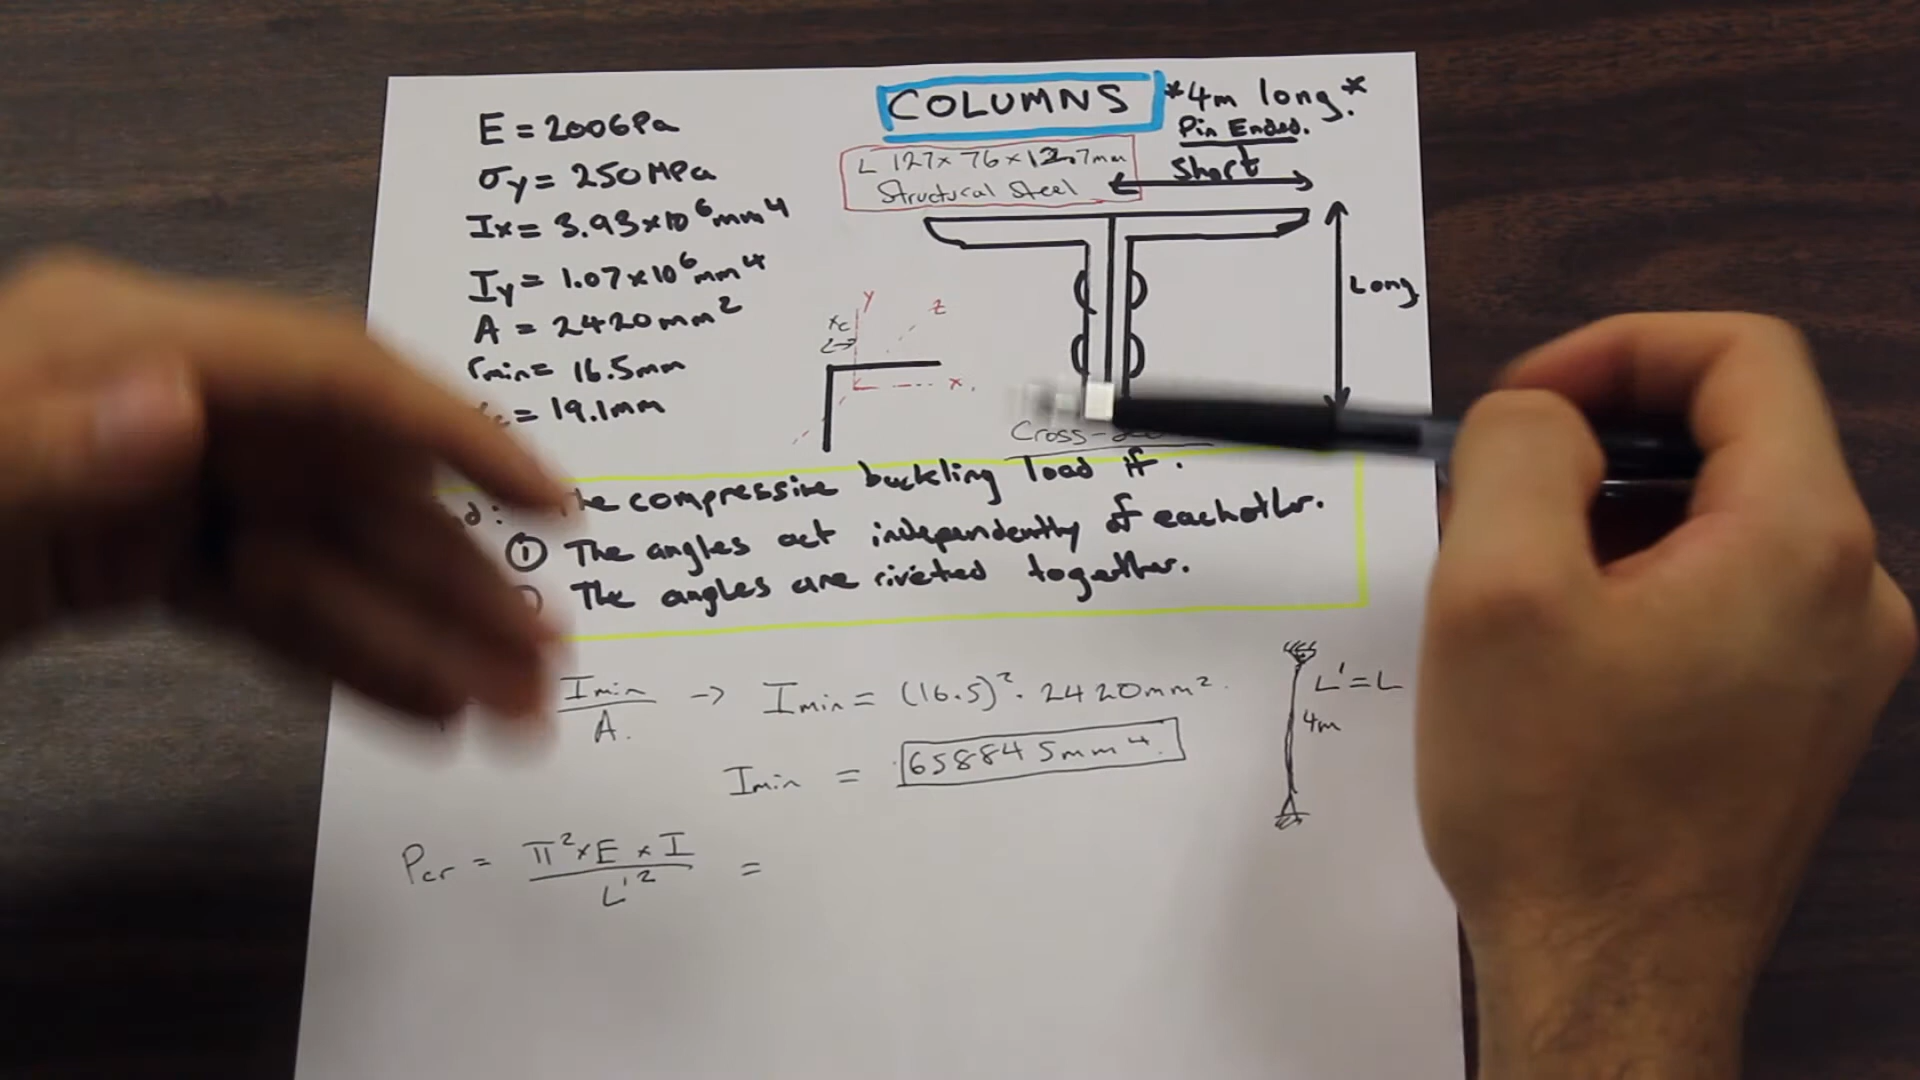 COLUMNS
*4m long.*
Pin Ended.
E = 200GPa
σy = 250MPa
Ix = 3.93x10^6 mm^4
Iy = 1.07x10^6 mm^4
A = 2420mm^2
rmin = 16.5mm
= 19.1mm
L 127x76x12.7mm
Structural Steel
Short
Long
y
z
xc
x
The compressive buckling load if:
① The angles act independently of eachother.
The angles are riveted together.
Imin / A. → Imin = (16.5)^2 · 2420mm^2.
Imin = 658845mm^4.
L'=L
4m
Pcr = π^2 x E x I / L'^2 =